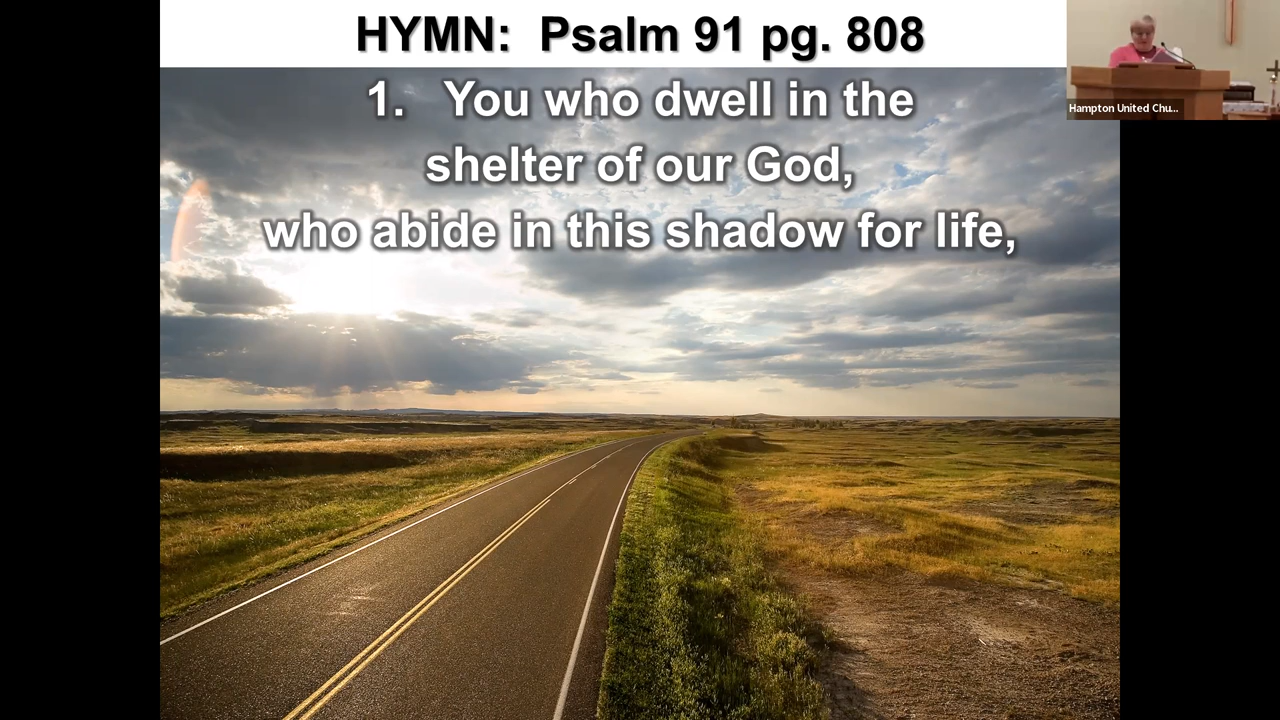 HYMN: Psalm 91 pg. 808
1. You who dwell in the
shelter of our God,
who abide in this shadow for life,
Hampton United Chu...